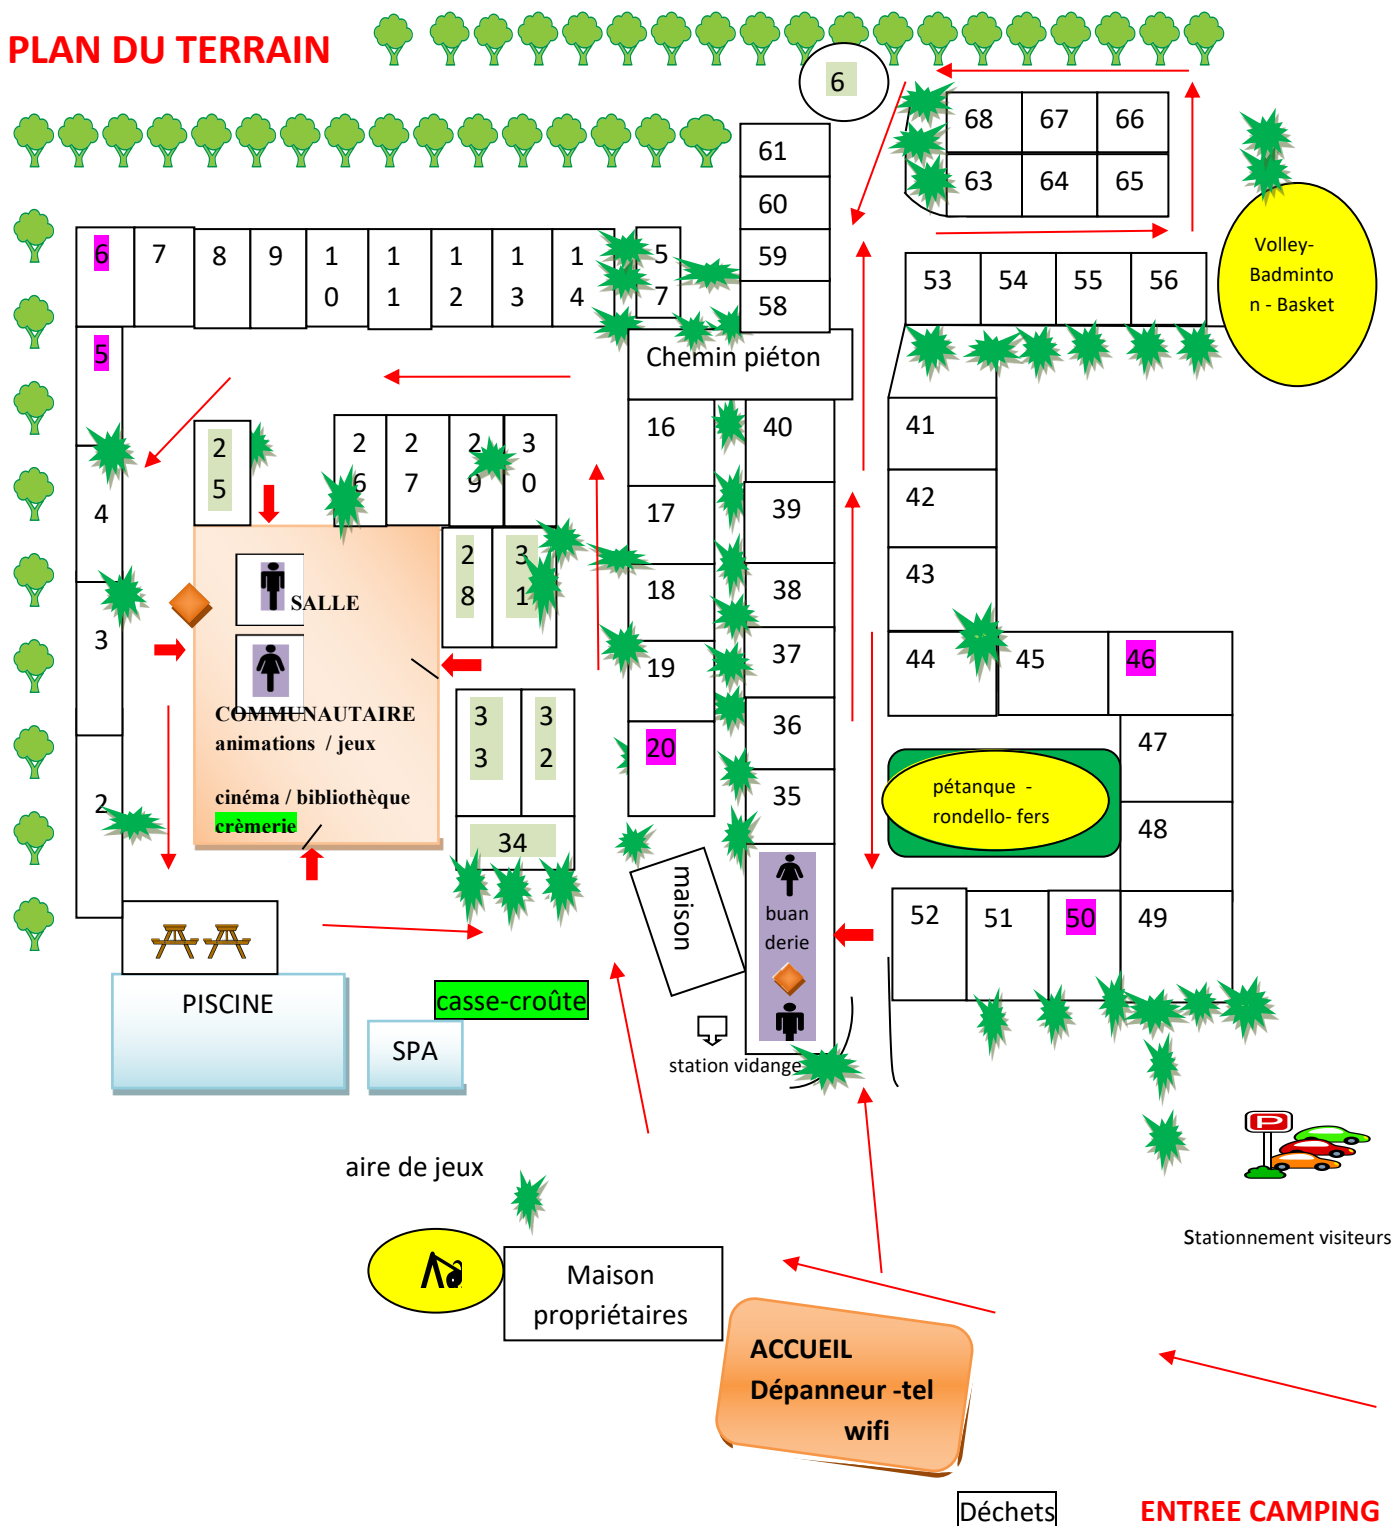 PLAN DU TERRAIN
6
68 67 66
63 64 65
61
60
59
58
Volley-
Badminto
n - Basket
6 7 8 9 1 1 1 1 1 5
0 1 2 3 4 7
53 54 55 56
5
Chemin piéton
2
5
2 2 2 3
6 7 9 0
16 40 41
4
17 39 42
2 3
8 1
SALLE
18 38 43
3
19 37 44 45 46
COMMUNAUTAIRE
animations / jeux
3 3
3 2
20 36 47
cinéma / bibliothèque
crèmerie
2
34
35
pétanque -
rondello- fers
48
maison
buan
derie
52 51 50 49
PISCINE
casse-croûte
SPA
station vidange
P
aire de jeux
Stationnement visiteurs
Maison
propriétaires
ACCUEIL
Dépanneur -tel
wifi
Déchets
ENTREE CAMPING